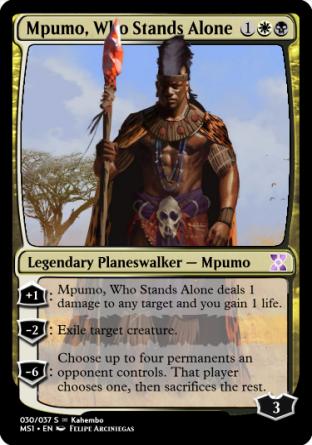 Mpumo, Who Stands Alone 1
Legendary Planeswalker — Mpumo
+1 : Mpumo, Who Stands Alone deals 1
damage to any target and you gain 1 life.
-2 : Exile target creature.
-6 : Choose up to four permanents an
opponent controls. That player
chooses one, then sacrifices the rest.
3
030/037 S = Kahembo
MS1 • EN Felipe Arciniegas